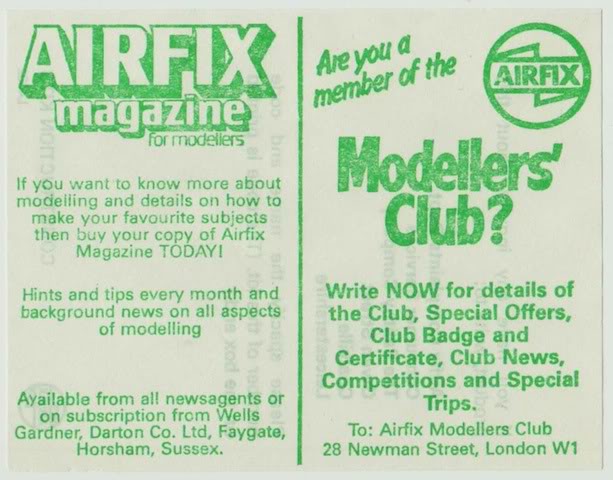 AIRFIX
magazine
for modellers
If you want to know more about
modelling and details on how to
make your favourite subjects
then buy your copy of Airfix
Magazine TODAY!
Hints and tips every month and
background news on all aspects
of modelling
Available from all newsagents or
on subscription from Wells
Gardner, Darton Co. Ltd, Faygate,
Horsham, Sussex.
Are you a
member of the
AIRFIX
Modellers'
Club?
Write NOW for details of
the Club, Special Offers,
Club Badge and
Certificate, Club News,
Competitions and Special
Trips.
To: Airfix Modellers Club
28 Newman Street, London W1